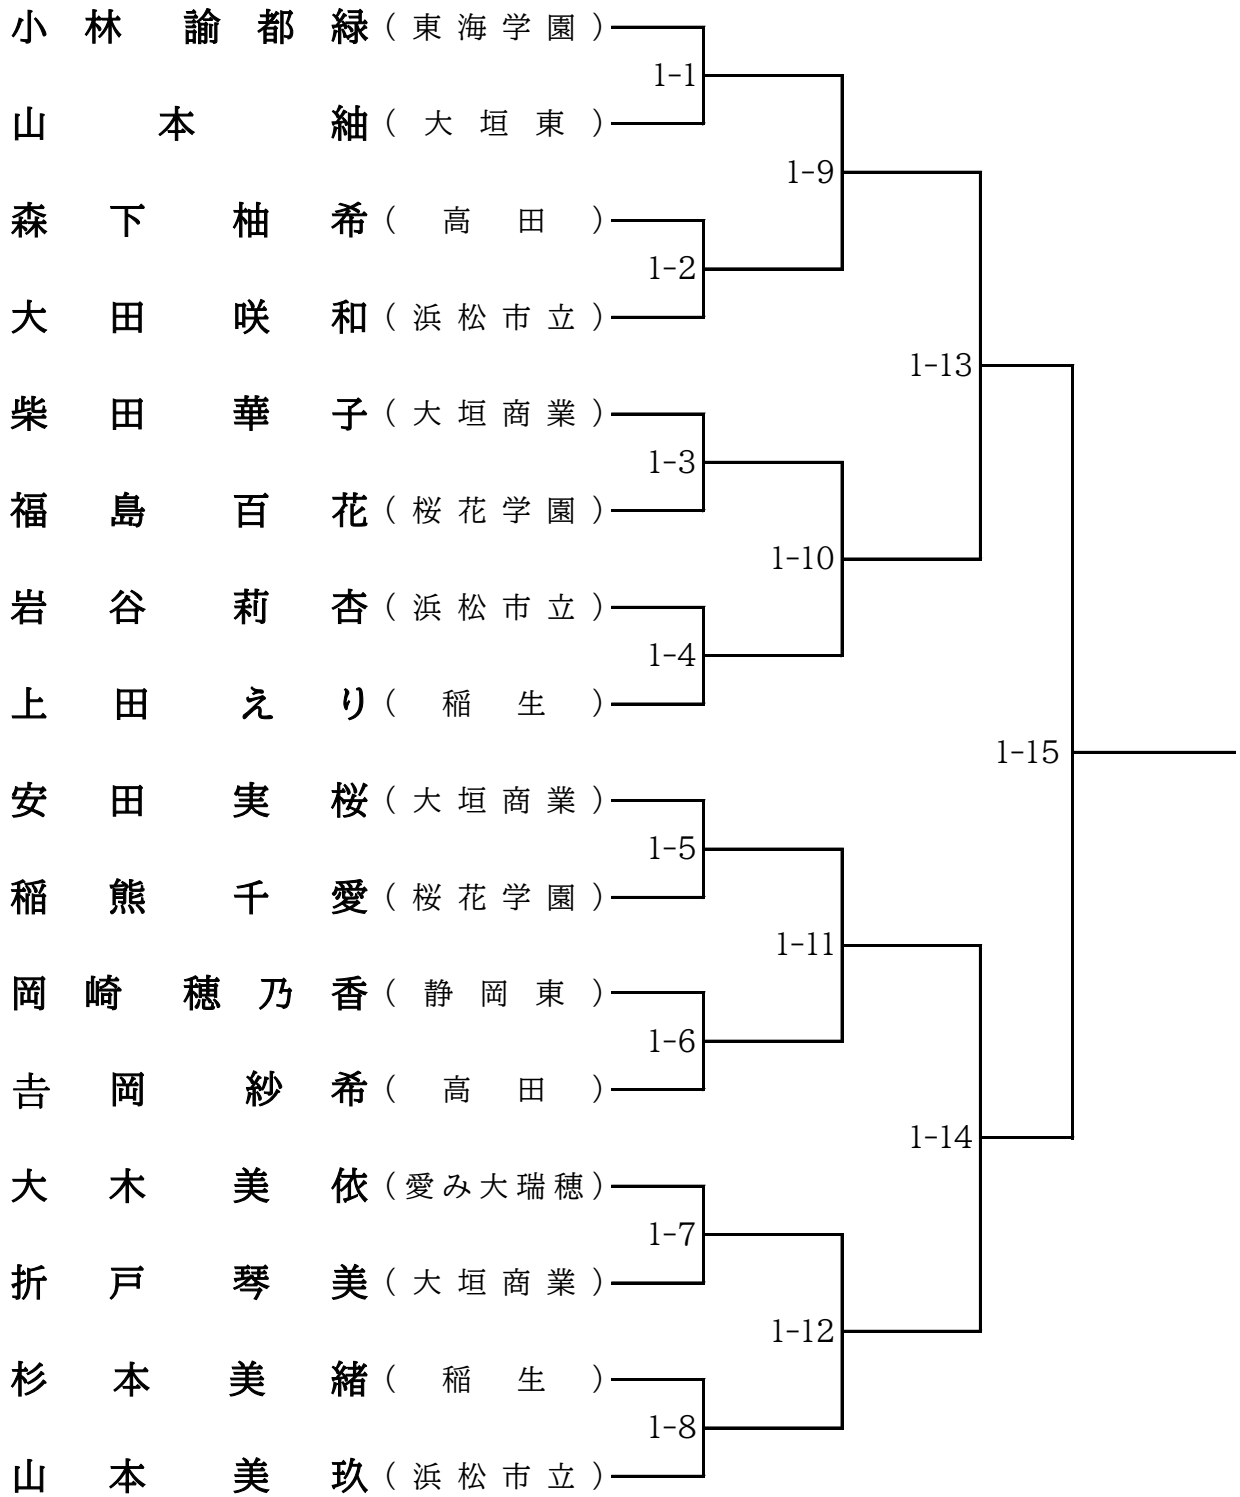 小林 諭都緑(東海学園)
1-1
山本 紬(大垣東)
1-9
森下 柚希(高田)
1-2
大田 咲和(浜松市立)
1-13
柴田 華子(大垣商業)
1-3
福島 百花(桜花学園)
1-10
岩谷 莉杏(浜松市立)
1-4
上田 えり(稲生)
1-15
安田 実桜(大垣商業)
1-5
稲熊 千愛(桜花学園)
1-11
岡崎 穂乃香(静岡東)
1-6
𠮷岡 紗希(高田)
1-14
大木 美依(愛み大瑞穂)
1-7
折戸 琴美(大垣商業)
1-12
杉本 美緒(稲生)
1-8
山本 美玖(浜松市立)